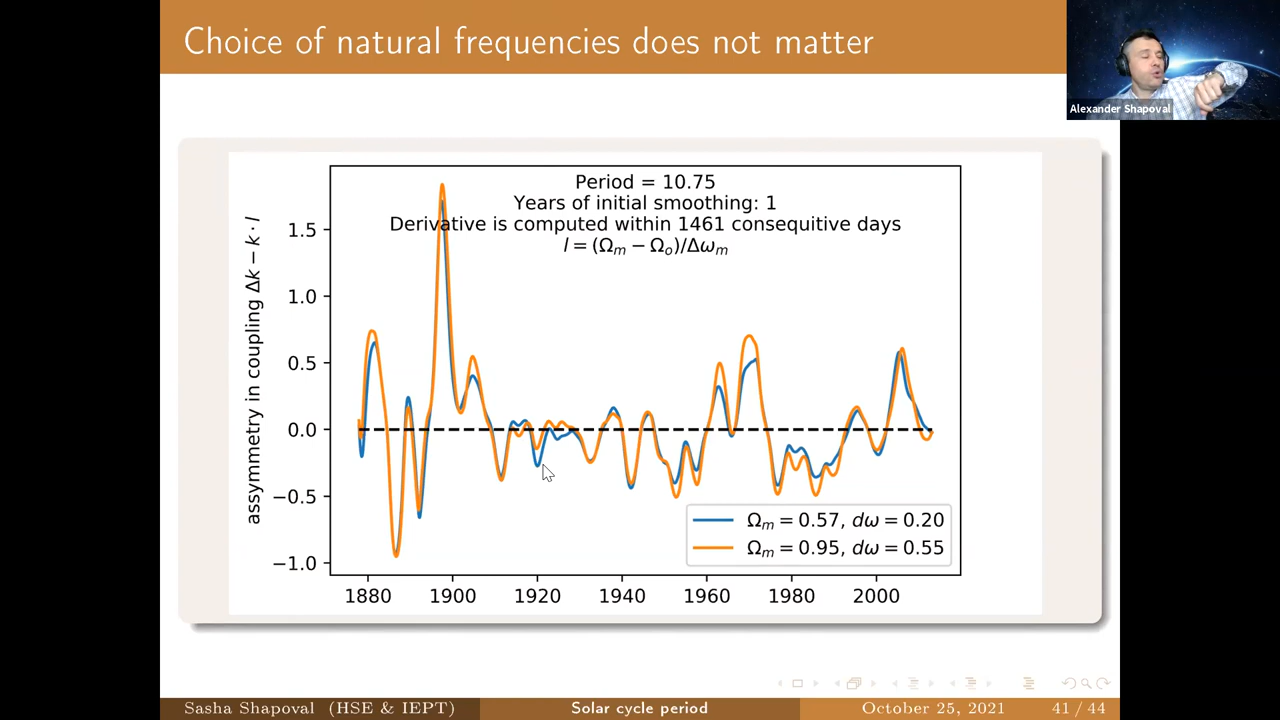 Choice of natural frequencies does not matter
Alexander Shapoval
Period = 10.75
Years of initial smoothing: 1
Derivative is computed within 1461 consequitive days
l = (Ωₘ − Ωₒ)/Δωₘ
assymmetry in coupling Δk − k · l
1.5
1.0
0.5
0.0
−0.5
−1.0
Ωₘ = 0.57, dω = 0.20
Ωₘ = 0.95, dω = 0.55
1880 1900 1920 1940 1960 1980 2000
Sasha Shapoval (HSE & IEPT) Solar cycle period October 25, 2021 41 / 44